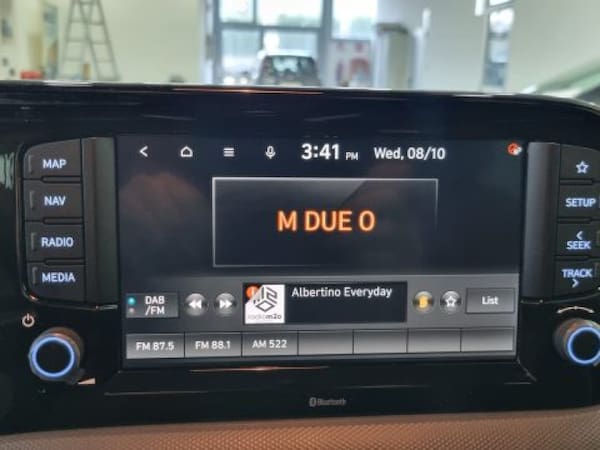 3:41 PM Wed, 08/10
MAP
NAV
RADIO
MEDIA
M DUE O
SETUP
SEEK
TRACK
DAB
/FM
radiom2o
Albertino Everyday
List
FM 87.5 FM 88.1 AM 522
Bluetooth